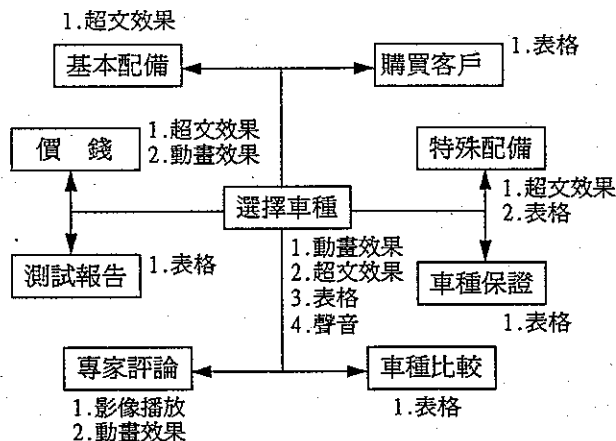 1.超文效果
基本配備
購買客戶
1.表格
價 錢
1.超文效果
2.動畫效果
特殊配備
1.超文效果
2.表格
選擇車種
1.動畫效果
2.超文效果
3.表格
4.聲音
測試報告
1.表格
車種保證
1.表格
專家評論
1.影像播放
2.動畫效果
車種比較
1.表格